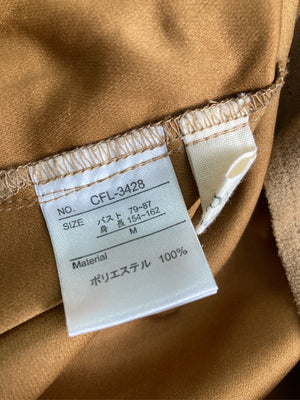 NO. CFL-3428
SIZE バスト 79-87
身 長 154-162
M
Material
ポリエステル 100%